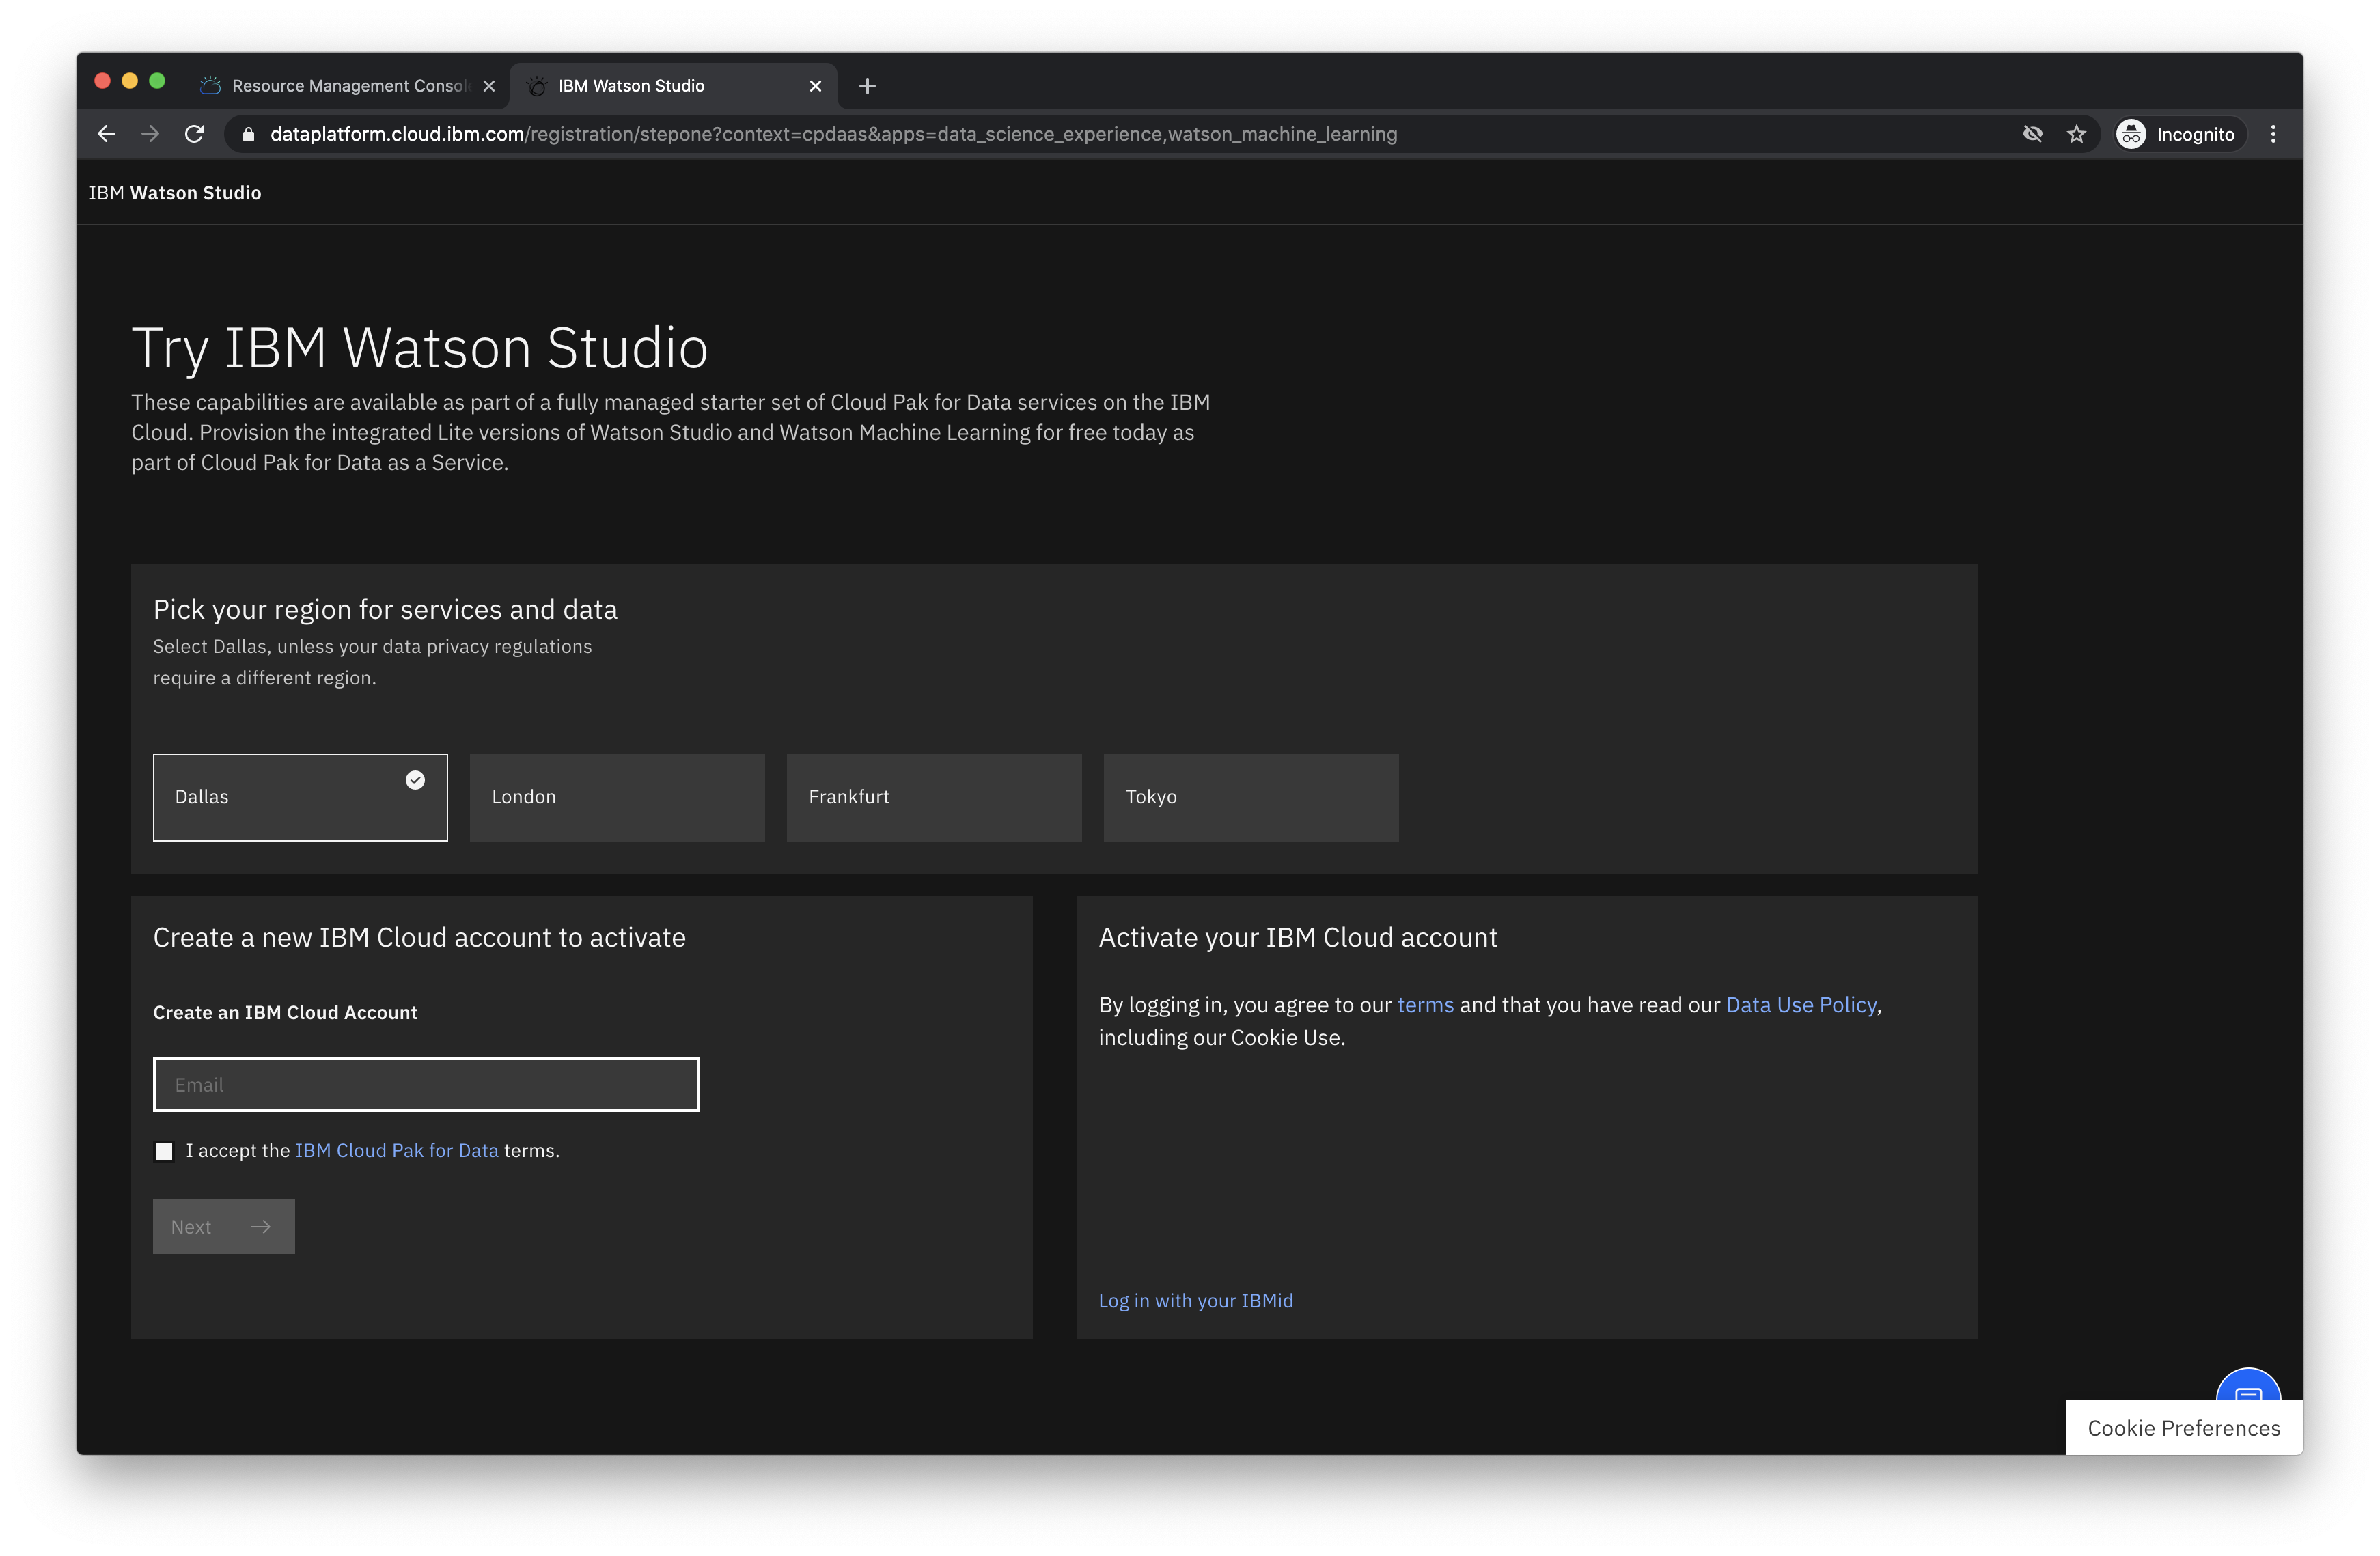 Resource Management Consol
IBM Watson Studio
dataplatform.cloud.ibm.com/registration/stepone?context=cpdaas&apps=data_science_experience,watson_machine_learning
Incognito
IBM Watson Studio
Try IBM Watson Studio
These capabilities are available as part of a fully managed starter set of Cloud Pak for Data services on the IBM
Cloud. Provision the integrated Lite versions of Watson Studio and Watson Machine Learning for free today as
part of Cloud Pak for Data as a Service.
Pick your region for services and data
Select Dallas, unless your data privacy regulations
require a different region.
Dallas
London
Frankfurt
Tokyo
Create a new IBM Cloud account to activate
Create an IBM Cloud Account
Email
I accept the IBM Cloud Pak for Data terms.
Next
Activate your IBM Cloud account
By logging in, you agree to our terms and that you have read our Data Use Policy,
including our Cookie Use.
Log in with your IBMid
Cookie Preferences